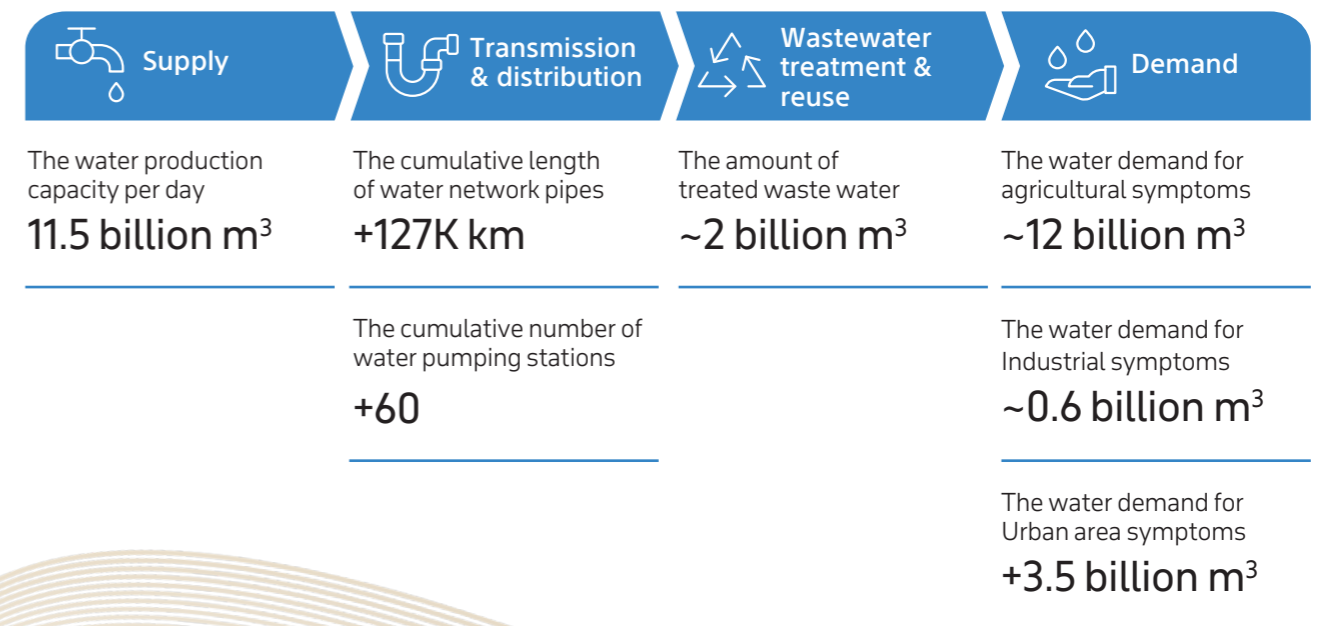 Supply
Transmission
& distribution
Wastewater
treatment &
reuse
Demand
The water production
capacity per day
11.5 billion m³
The cumulative length
of water network pipes
+127K km
The cumulative number of
water pumping stations
+60
The amount of
treated waste water
~2 billion m³
The water demand for
agricultural symptoms
~12 billion m³
The water demand for
Industrial symptoms
~0.6 billion m³
The water demand for
Urban area symptoms
+3.5 billion m³